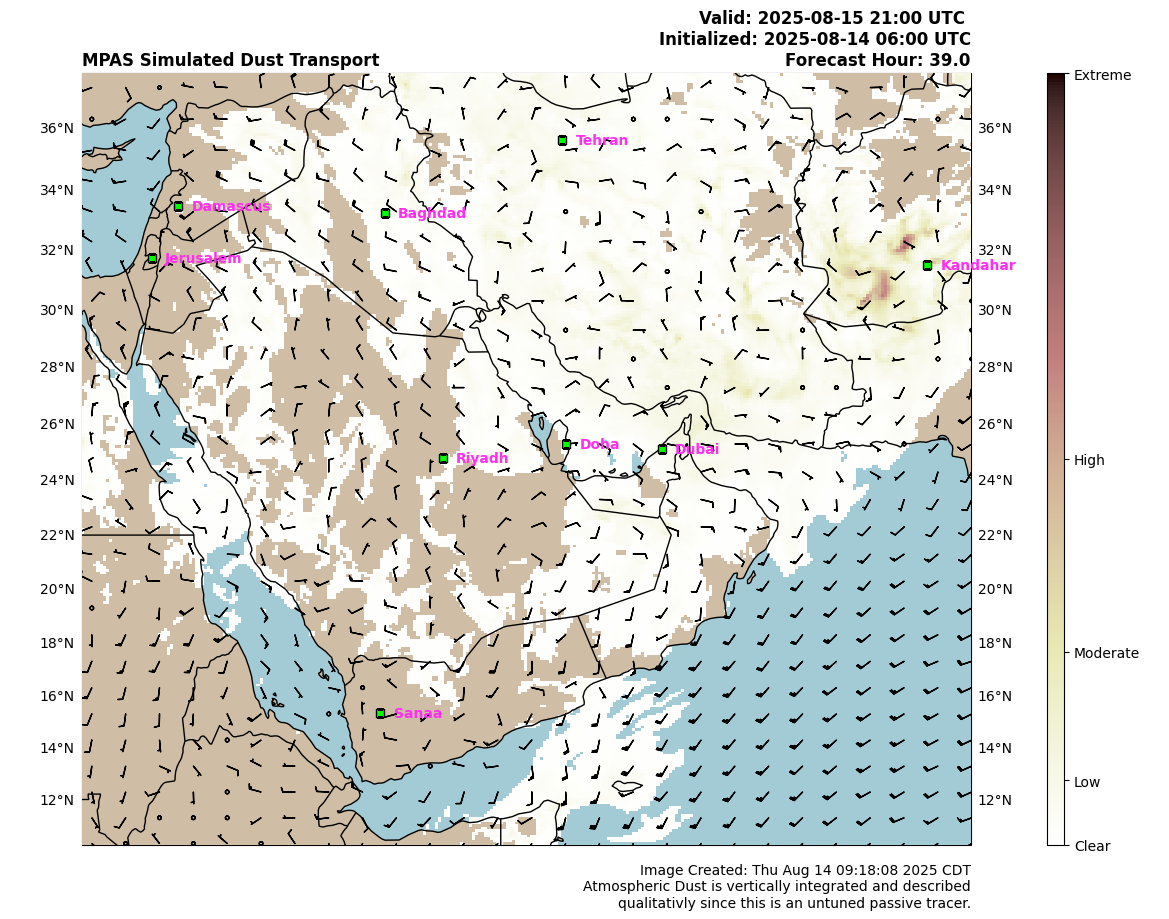 Valid: 2025-08-15 21:00 UTC
Initialized: 2025-08-14 06:00 UTC
MPAS Simulated Dust Transport Forecast Hour: 39.0
Extreme
36°N 36°N
Tehran
34°N 34°N
Damascus
Baghdad
32°N 32°N
Jerusalem
Kandahar
30°N 30°N
28°N 28°N
26°N 26°N
Doha
Dubai
Riyadh
High
24°N 24°N
22°N 22°N
20°N 20°N
18°N 18°N
Moderate
16°N 16°N
Sanaa
14°N 14°N
Low
12°N 12°N
Clear
Image Created: Thu Aug 14 09:18:08 2025 CDT
Atmospheric Dust is vertically integrated and described
qualitativly since this is an untuned passive tracer.